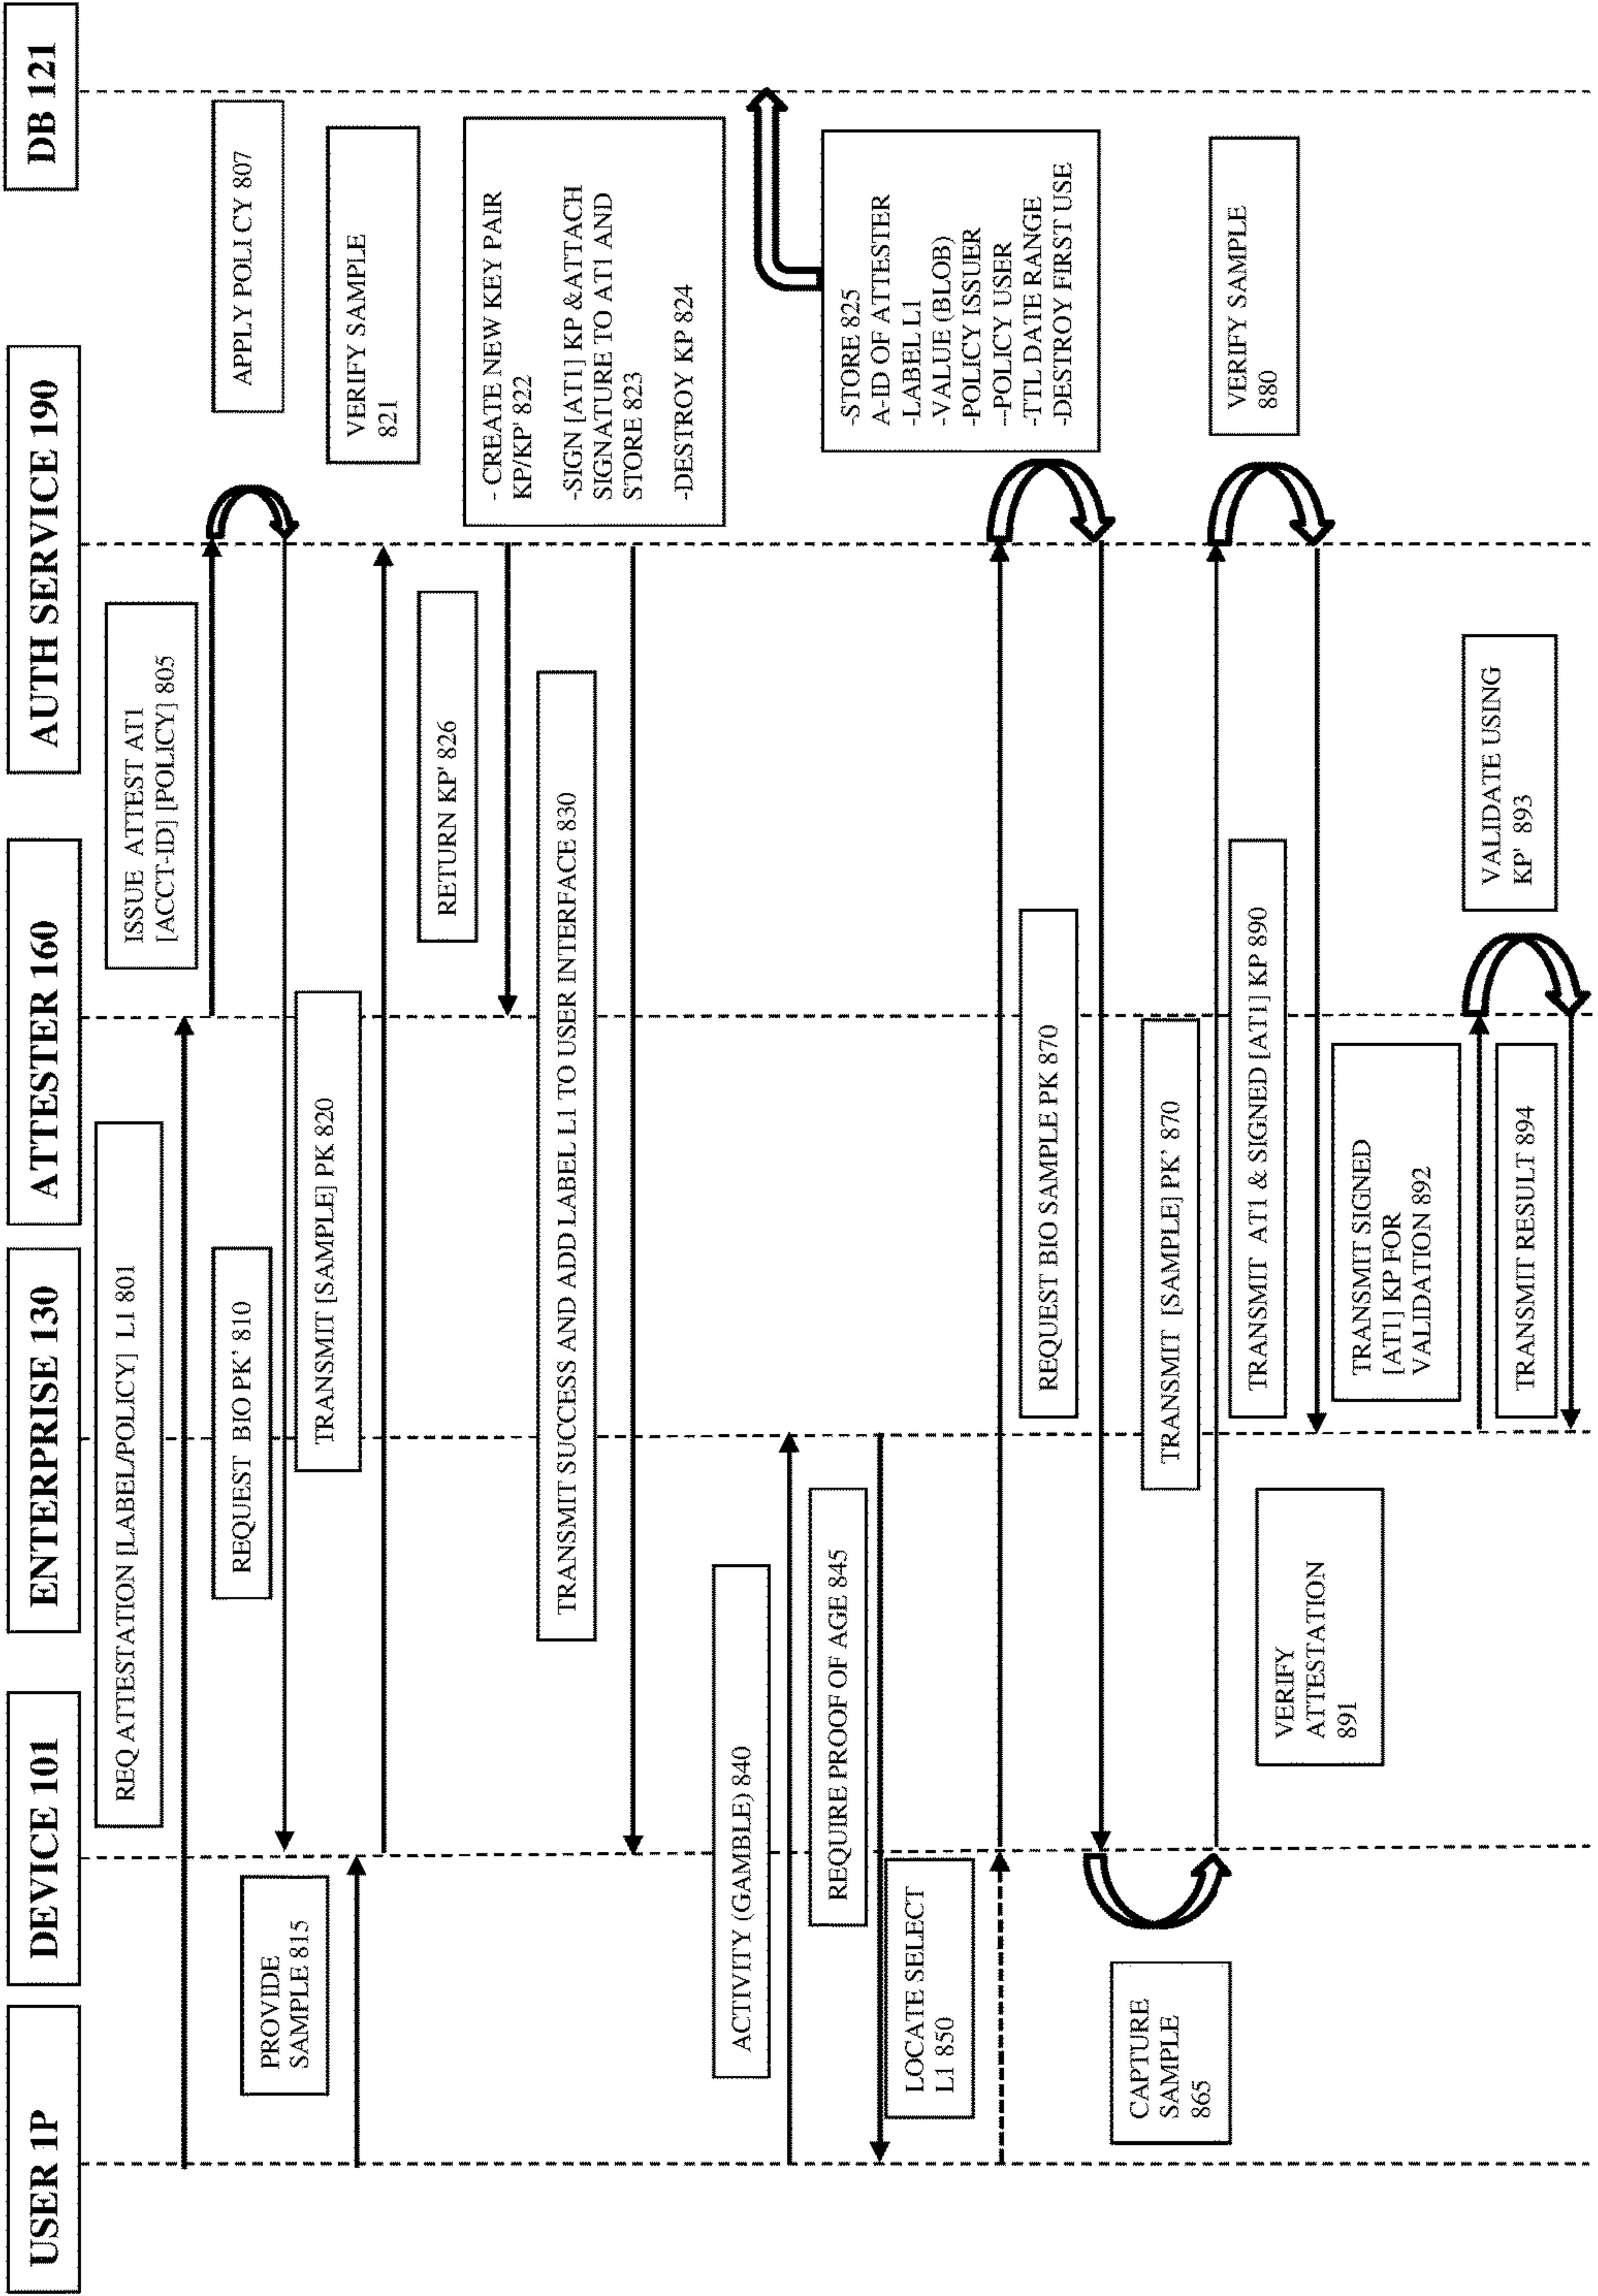 USER 1P
DEVICE 101
ENTERPRISE 130
ATTESTER 160
AUTH SERVICE 190
DB 121
REQ ATTESTATION [LABEL/POLICY] L1 801
ISSUE ATTEST AT1
[ACCT-ID] [POLICY] 805
APPLY POLICY 807
REQUEST BIO PK' 810
PROVIDE
SAMPLE 815
TRANSMIT [SAMPLE] PK 820
VERIFY SAMPLE
821
- CREATE NEW KEY PAIR
KP/KP' 822
-SIGN [AT1] KP &ATTACH
SIGNATURE TO AT1 AND
STORE 823
-DESTROY KP 824
RETURN KP' 826
TRANSMIT SUCCESS AND ADD LABEL L1 TO USER INTERFACE 830
-STORE 825
A-ID OF ATTESTER
-LABEL L1
-VALUE (BLOB)
-POLICY ISSUER
--POLICY USER
-TTL DATE RANGE
-DESTROY FIRST USE
ACTIVITY (GAMBLE) 840
REQUIRE PROOF OF AGE 845
LOCATE SELECT
L1 850
REQUEST BIO SAMPLE PK 870
CAPTURE
SAMPLE
865
TRANSMIT [SAMPLE] PK' 870
VERIFY SAMPLE
880
TRANSMIT AT1 & SIGNED [AT1] KP 890
VERIFY
ATTESTATION
891
TRANSMIT SIGNED
[AT1] KP FOR
VALIDATION 892
VALIDATE USING
KP' 893
TRANSMIT RESULT 894